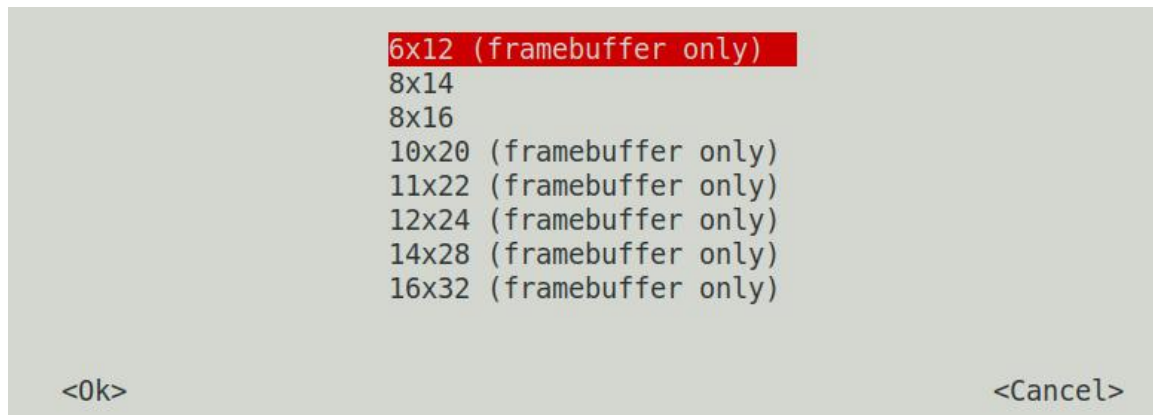 6x12 (framebuffer only)
8x14
8x16
10x20 (framebuffer only)
11x22 (framebuffer only)
12x24 (framebuffer only)
14x28 (framebuffer only)
16x32 (framebuffer only)
<Ok> <Cancel>